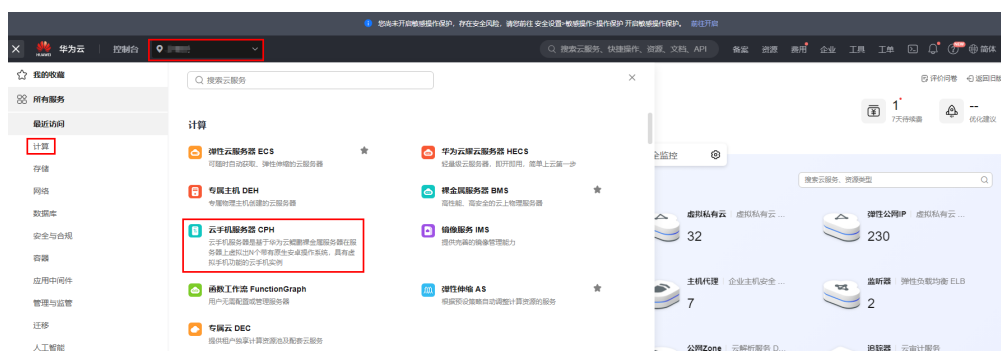 您尚未开启敏感操作保护，存在安全风险，请您前往 安全设置>敏感操作>操作保护 开启敏感操作保护。 前往开启
HUAWEI 华为云 控制台 搜索云服务、快捷操作、资源、文档、API 备案 资源 费用 企业 工具 工单 简体
我的收藏
搜索云服务
评价问卷 返回旧版
所有服务
最近访问
1 7天待续费
-- 优化建议
计算
计算
存储
网络
数据库
安全与合规
容器
应用中间件
管理与监管
迁移
人工智能
弹性云服务器 ECS
可随时自动获取、弹性伸缩的云服务器
华为云耀云服务器 HECS
轻量级云服务器，即开即用，简单上云第一步
专属主机 DEH
专属物理主机创建的云服务器
裸金属服务器 BMS
高性能、高安全的云上物理服务器
云手机服务器 CPH
云手机服务器是基于华为云鲲鹏裸金属服务器在服
务器上虚拟出N个带有原生安卓操作系统，具有虚
拟手机功能的云手机实例
镜像服务 IMS
提供完善的镜像管理能力
函数工作流 FunctionGraph
用户无需配置或管理服务器
弹性伸缩 AS
根据预设策略自动调整计算资源的服务
专属云 DEC
提供租户独享计算资源池及配套云服务
全监控
搜索云服务、资源类型
虚拟私有云 虚拟私有云 ...
32
弹性公网IP 虚拟私有云 ...
230
主机代理 企业主机安全 ...
7
监听器 弹性负载均衡 ELB
2
公网Zone 云解析服务 D...
追踪器 云审计服务